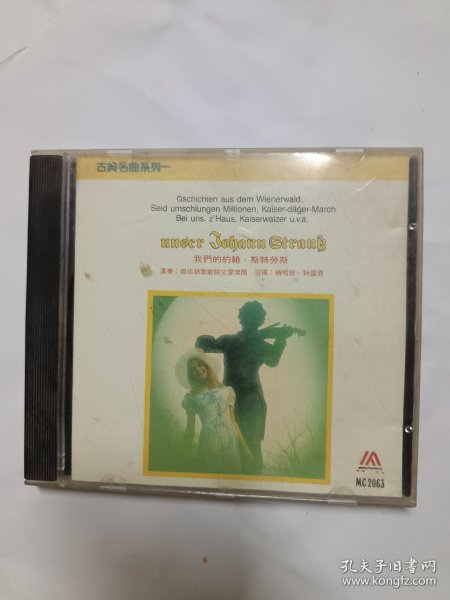 古典名曲系列一
Gschichten aus dem Wienerwald,
Seid umschlungen Millionen, Kaiser-däger-March
Bei uns. z'Haus, Kaiserwalzer u.v.a.
unser Johann Strauß
我們的約翰·斯特勞斯
MC2063
孔夫子旧书网
www.kongfz.com